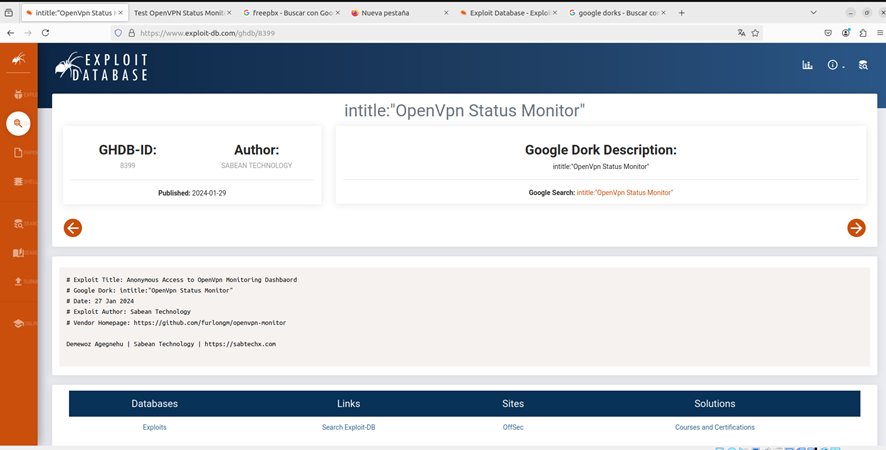 intitle:"OpenVpn Status
Test OpenVPN Status Monit
freepbx - Buscar con Goo
Nueva pestaña
Exploit Database - Exploi
google dorks - Buscar co
https://www.exploit-db.com/ghdb/8399
EXPLOIT
DATABASE
intitle:"OpenVpn Status Monitor"
GHDB-ID:
8399
Author:
SABEAN TECHNOLOGY
Published: 2024-01-29
Google Dork Description:
intitle:"OpenVpn Status Monitor"
Google Search: intitle:"OpenVpn Status Monitor"
# Exploit Title: Anonymous Access to OpenVpn Monitoring Dashbaord
# Google Dork: intitle:"OpenVpn Status Monitor"
# Date: 27 Jan 2024
# Exploit Author: Sabean Technology
# Vendor Homepage: https://github.com/furlongm/openvpn-monitor
Demewoz Agegnehu | Sabean Technology | https://sabtechx.com
Databases
Links
Sites
Solutions
Exploits
Search Exploit-DB
OffSec
Courses and Certifications